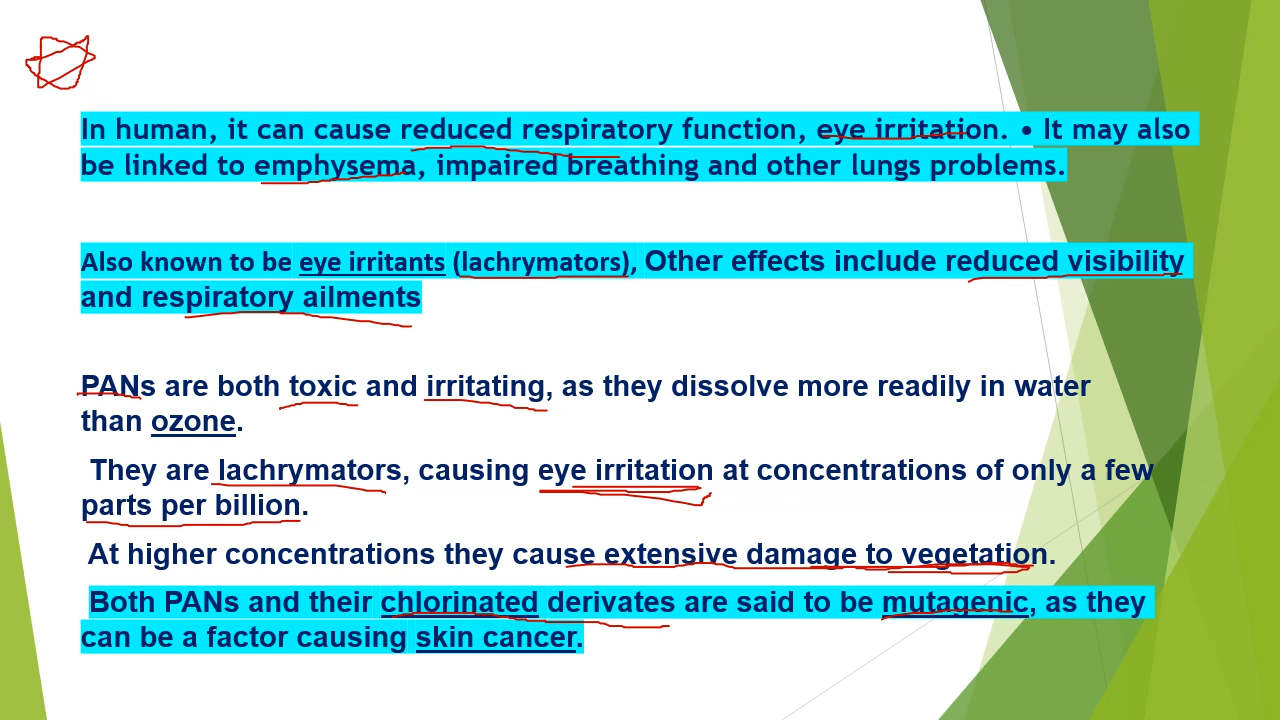 In human, it can cause reduced respiratory function, eye irritation. • It may also
be linked to emphysema, impaired breathing and other lungs problems.
Also known to be eye irritants (lachrymators), Other effects include reduced visibility
and respiratory ailments
PANs are both toxic and irritating, as they dissolve more readily in water
than ozone.
They are lachrymators, causing eye irritation at concentrations of only a few
parts per billion.
At higher concentrations they cause extensive damage to vegetation.
Both PANs and their chlorinated derivates are said to be mutagenic, as they
can be a factor causing skin cancer.